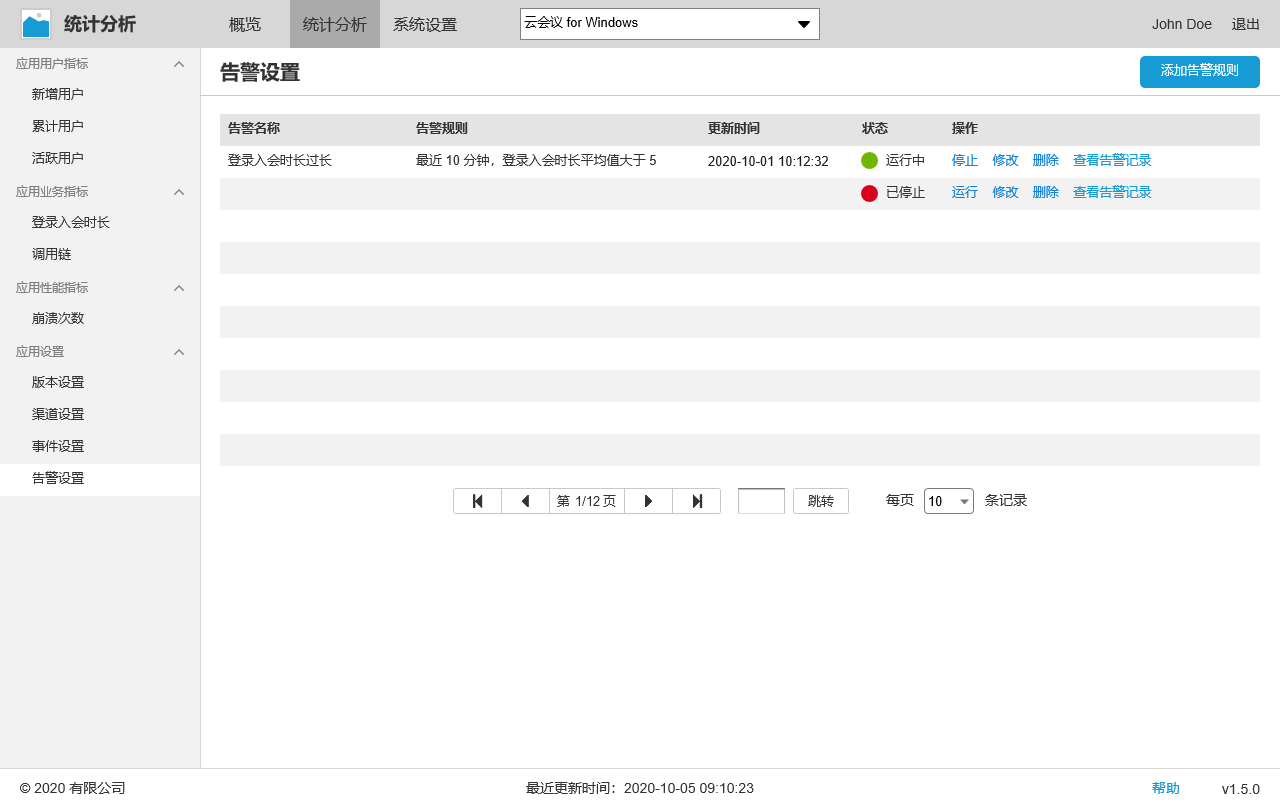 统计分析 概览 统计分析 系统设置 云会议 for Windows John Doe 退出
应用用户指标
新增用户
累计用户
活跃用户
应用业务指标
登录入会时长
调用链
应用性能指标
崩溃次数
应用设置
版本设置
渠道设置
事件设置
告警设置
告警设置 添加告警规则
告警名称 告警规则 更新时间 状态 操作
登录入会时长过长 最近 10 分钟，登录入会时长平均值大于 5 2020-10-01 10:12:32 运行中 停止 修改 删除 查看告警记录
已停止 运行 修改 删除 查看告警记录
第 1/12 页 跳转 每页 10 条记录
© 2020 有限公司 最近更新时间：2020-10-05 09:10:23 帮助 v1.5.0